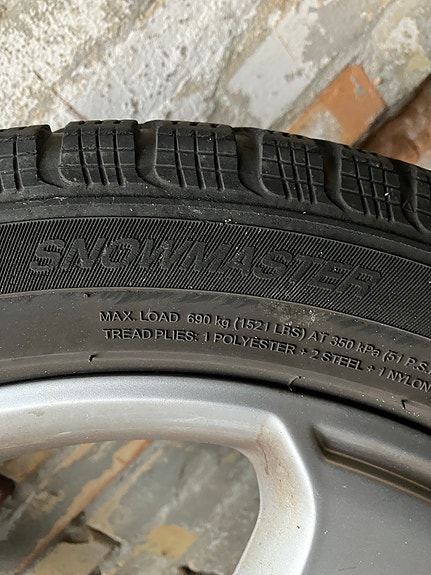 SNOWMASTER
MAX. LOAD 690 kg (1521 LBS) AT 350 kPa (51 P.S.
TREAD PLIES: 1 POLYESTER + 2 STEEL + 1 NYLON